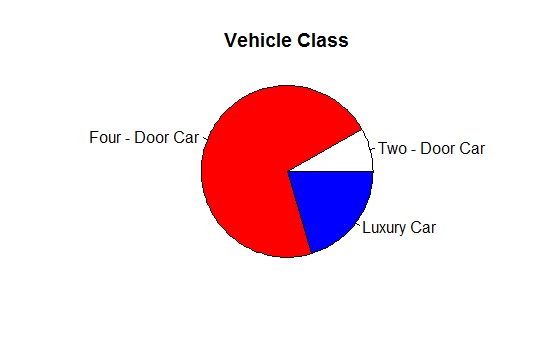 Vehicle Class
Four - Door Car
Two - Door Car
Luxury Car